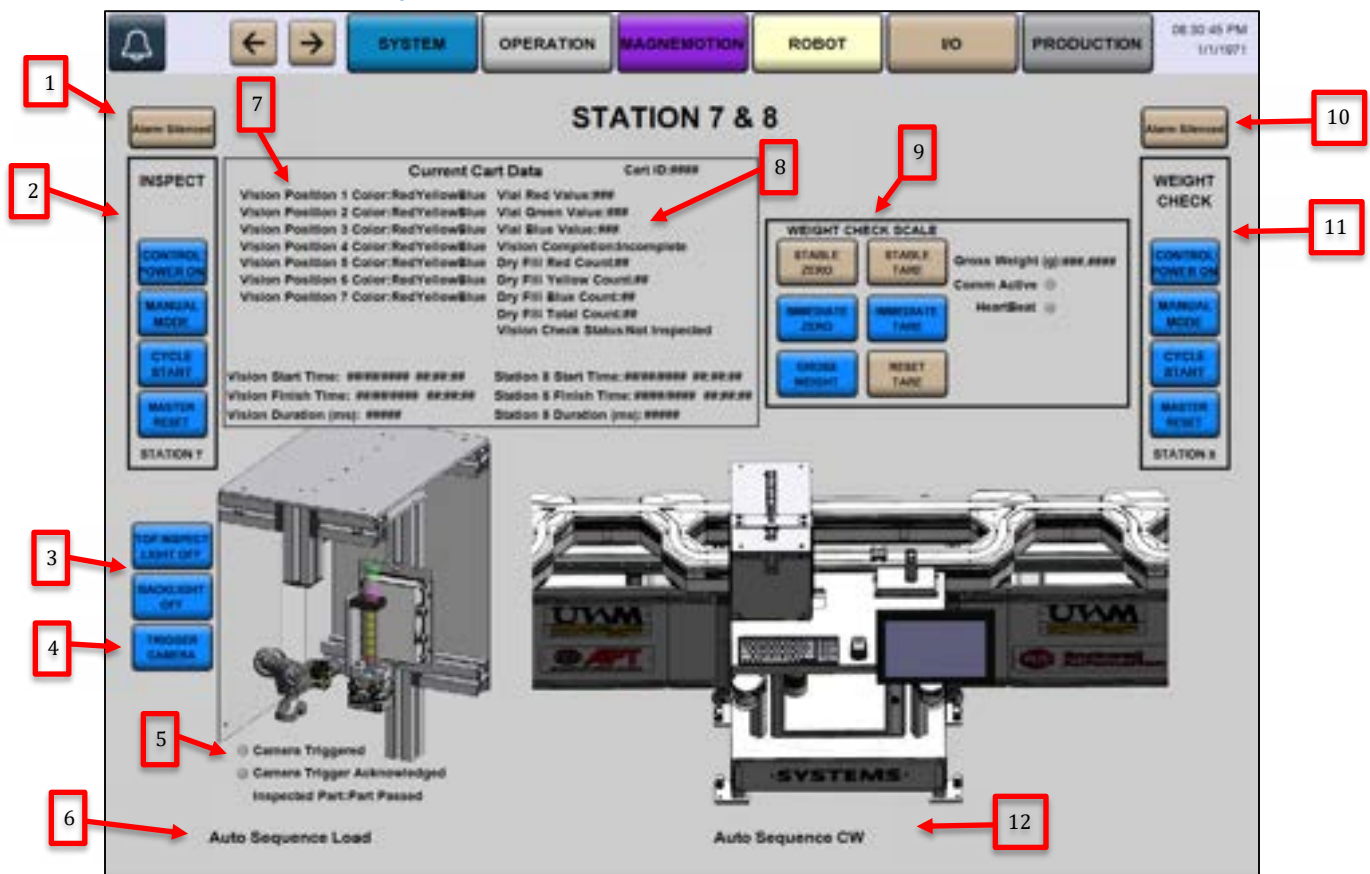 SYSTEM
OPERATION
MAGNEMOTION
ROBOT
I/O
PRODUCTION
06:30:45 PM
1/1/1971
1
7
10
Alarm Silenced
STATION 7 & 8
Alarm Silenced
9
8
2
INSPECT
Current Cart Data
Cart ID:####
WEIGHT
CHECK
11
Vision Position 1 Color:RedYellowBlue
Vial Red Value:###
Vision Position 2 Color:RedYellowBlue
Vial Green Value:###
Vision Position 3 Color:RedYellowBlue
Vial Blue Value:###
Vision Position 4 Color:RedYellowBlue
Vision Completion:Incomplete
Vision Position 5 Color:RedYellowBlue
Dry Fill Red Count:##
Vision Position 6 Color:RedYellowBlue
Dry Fill Yellow Count:##
Vision Position 7 Color:RedYellowBlue
Dry Fill Blue Count:##
Dry Fill Total Count:##
Vision Check Status:Not Inspected
Vision Start Time: ##/##/#### ##:##:##
Station 8 Start Time:##/##/#### ##:##:##
Vision Finish Time: ##/##/#### ##:##:##
Station 8 Finish Time:##/##/#### ##:##:##
Vision Duration (ms): #####
Station 8 Duration (ms):#####
WEIGHT CHECK SCALE
STABLE
ZERO
STABLE
TARE
Gross Weight (g):###.####
Comm Active
HeartBeat
IMMEDIATE
ZERO
IMMEDIATE
TARE
GROSS
WEIGHT
RESET
TARE
CONTROL
POWER ON
MANUAL
MODE
CYCLE
START
MASTER
RESET
STATION 7
CONTROL
POWER ON
MANUAL
MODE
CYCLE
START
MASTER
RESET
STATION 8
3
TOP INSPECT
LIGHT OFF
BACKLIGHT
OFF
4
TRIGGER
CAMERA
UWM
APT
UWM
·SYSTEMS·
5
Camera Triggered
Camera Trigger Acknowledged
Inspected Part:Part Passed
6
Auto Sequence Load
Auto Sequence CW
12